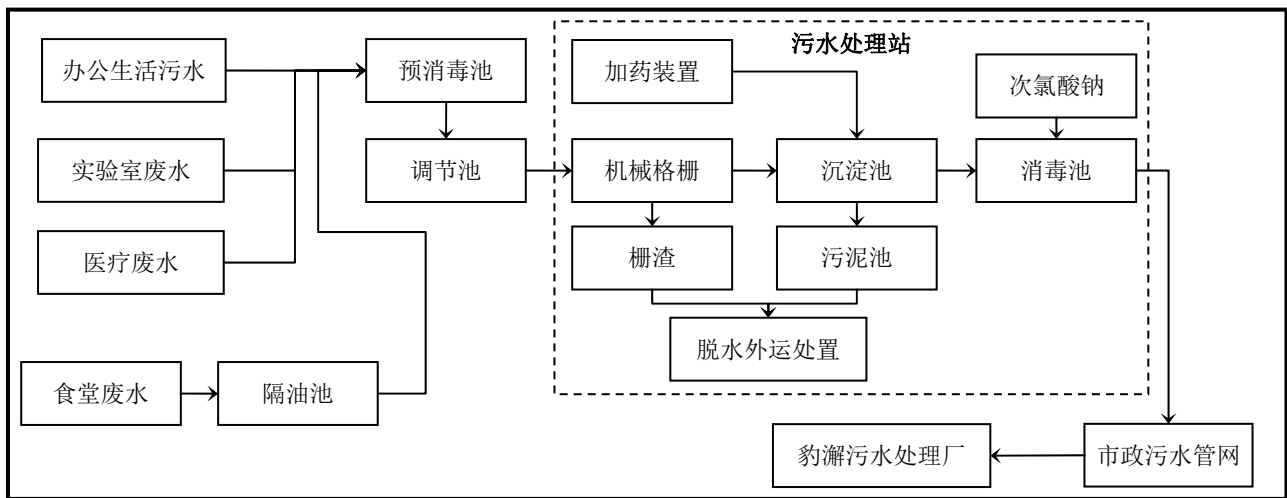 污水处理站
办公生活污水
预消毒池
加药装置
次氯酸钠
实验室废水
调节池
机械格栅
沉淀池
消毒池
医疗废水
栅渣
污泥池
脱水外运处置
食堂废水
隔油池
豹澥污水处理厂
市政污水管网